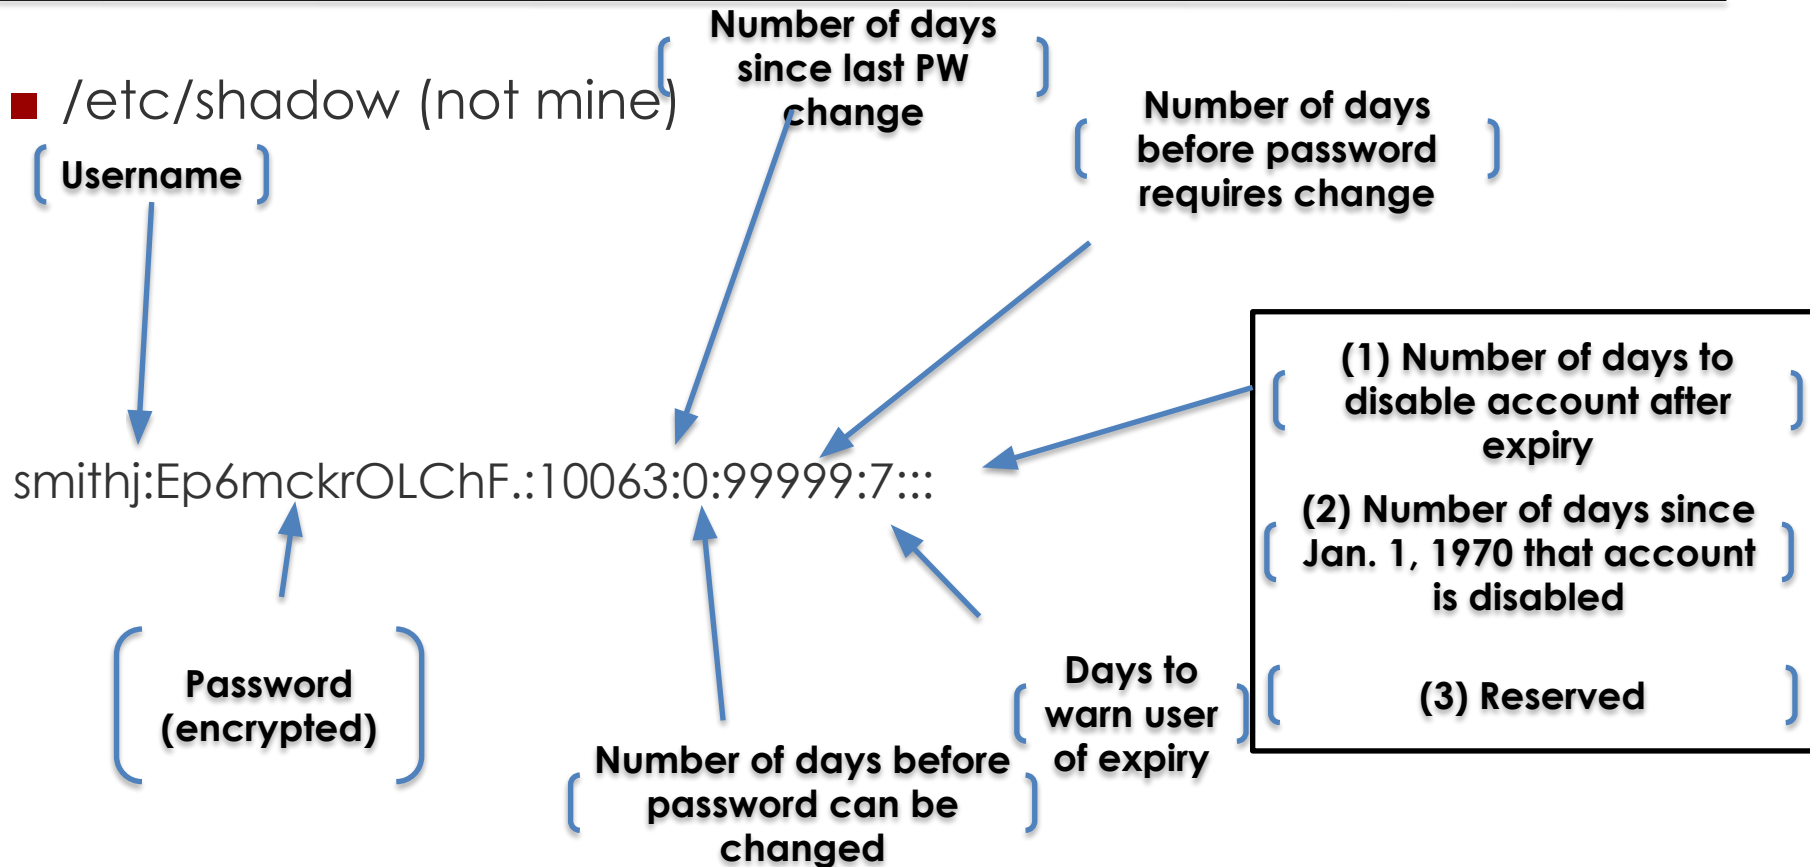 Number of days
since last PW
change
/etc/shadow (not mine)
Number of days
before password
requires change
Username
(1) Number of days to
disable account after
expiry
smithj:Ep6mckrOLChF.:10063:0:99999:7:::
(2) Number of days since
Jan. 1, 1970 that account
is disabled
Password
(encrypted)
Days to
warn user
of expiry
(3) Reserved
Number of days before
password can be
changed